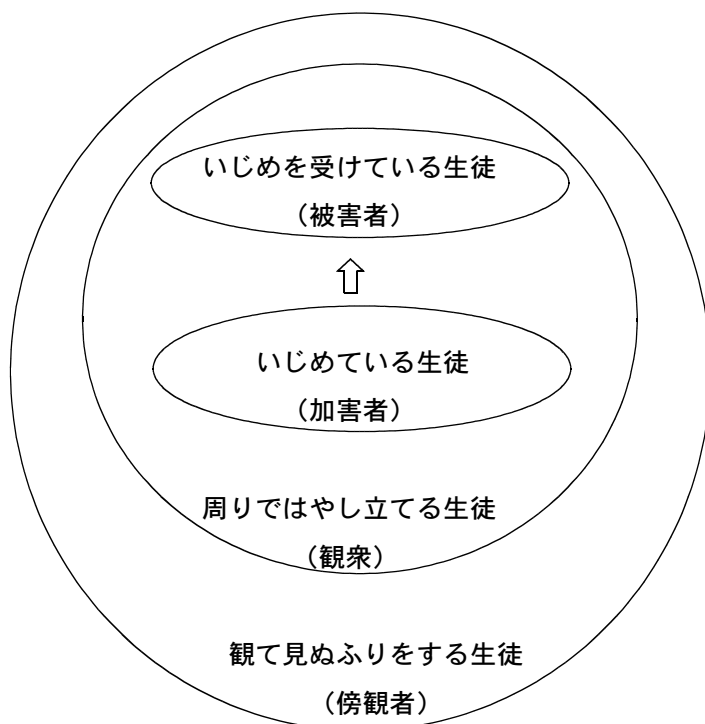 いじめを受けている生徒
（被害者）
いじめている生徒
（加害者）
周りではやし立てる生徒
（観衆）
観て見ぬふりをする生徒
（傍観者）